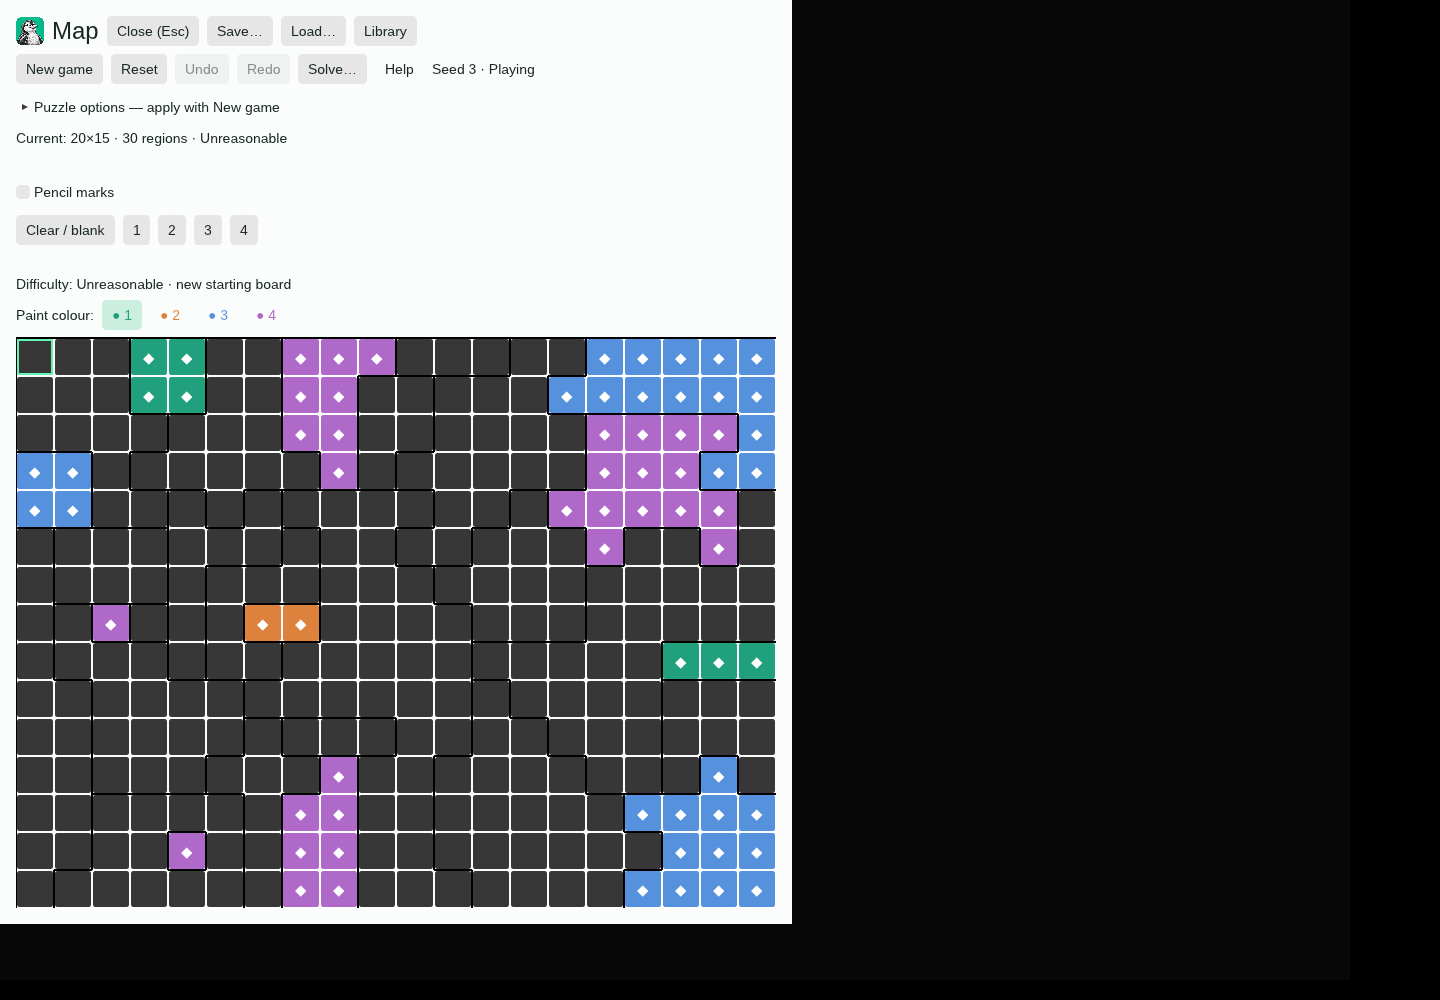 Map Close (Esc) Save… Load… Library
New game Reset Undo Redo Solve… Help Seed 3 · Playing
▸ Puzzle options — apply with New game
Current: 20×15 · 30 regions · Unreasonable
Pencil marks
Clear / blank 1 2 3 4
Difficulty: Unreasonable · new starting board
Paint colour: ● 1 ● 2 ● 3 ● 4